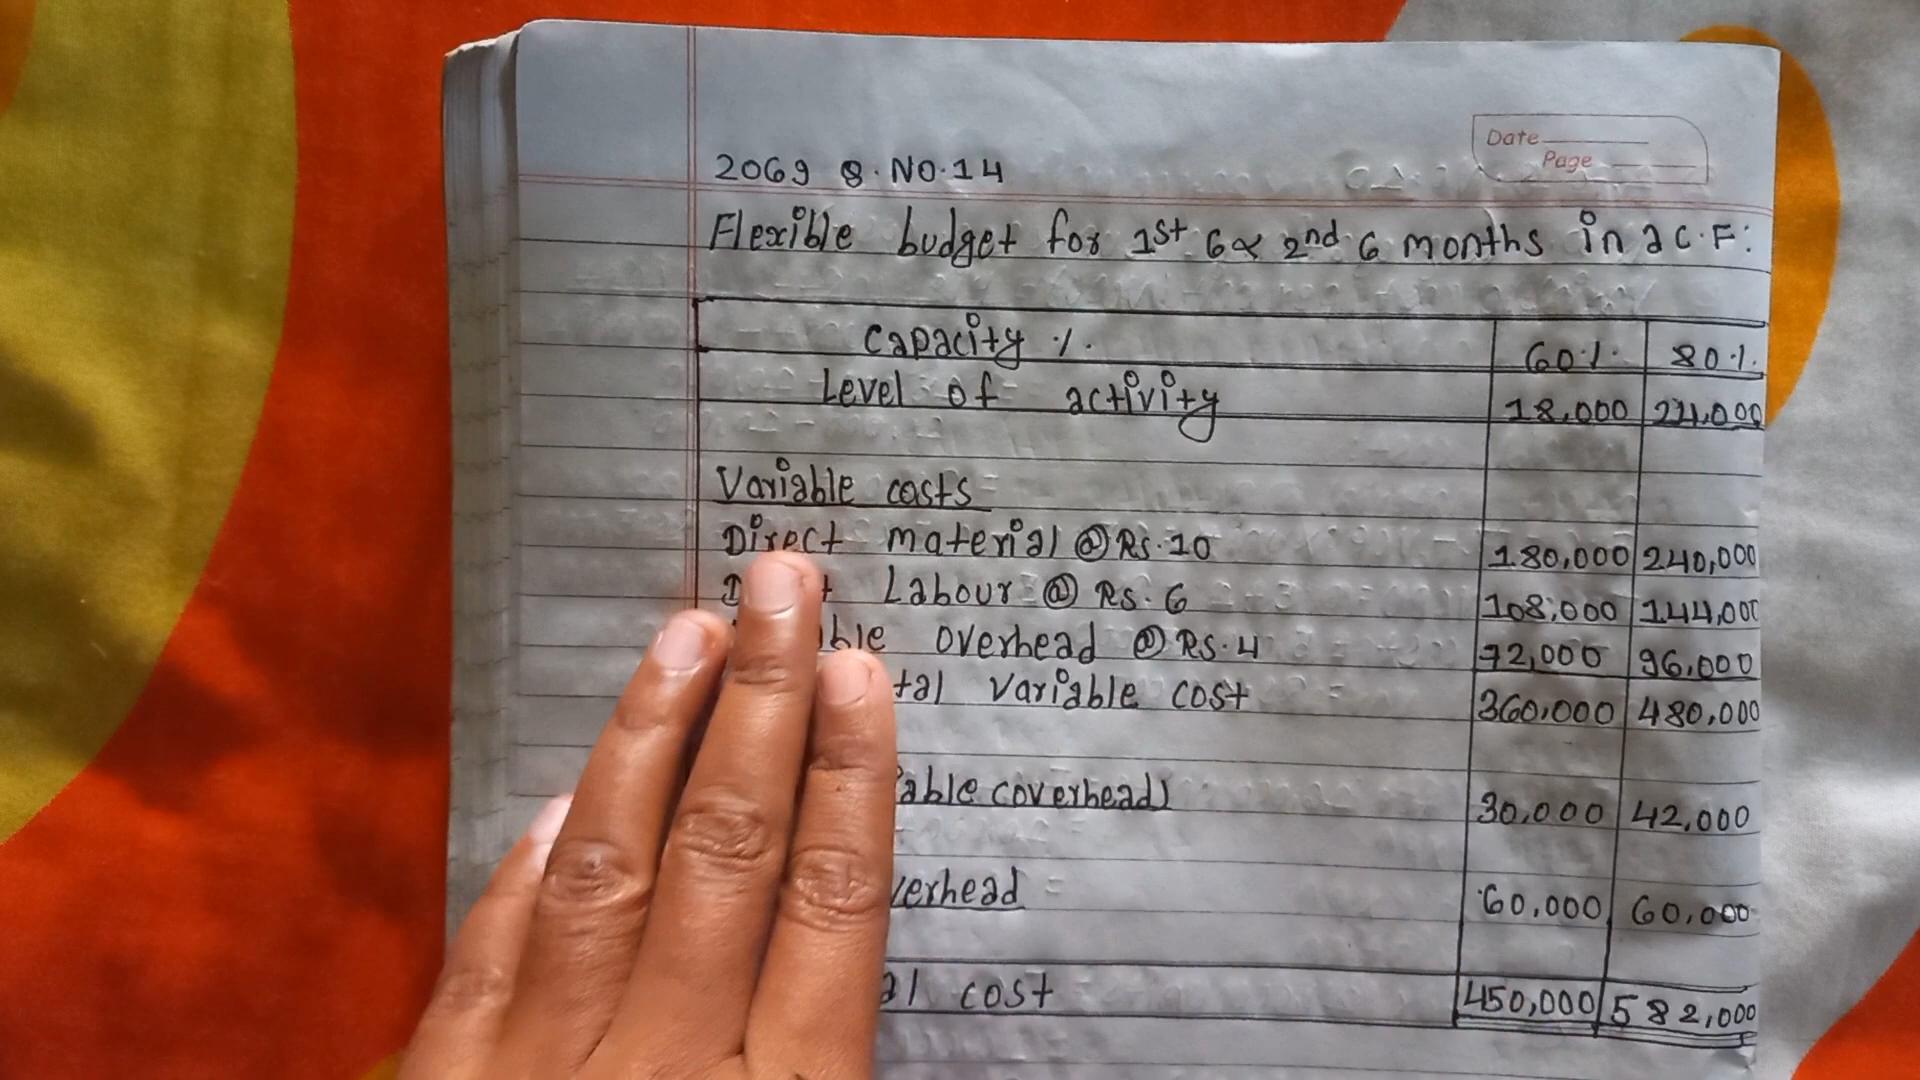 Date
Page
2069 Q.NO.14
Flexible budget for 1st 6 & 2nd 6 months in a C.F:
Capacity %. 60%. 80%.
Level of activity 18,000 24,000
Variable costs
Direct material @ Rs.10 180,000 240,000
Labour @ Rs.6 108,000 144,000
overhead @ Rs.4 72,000 96,000
variable cost = 360,000 480,000
(overhead) 30,000 42,000
60,000 60,000
cost 450,000 582,000